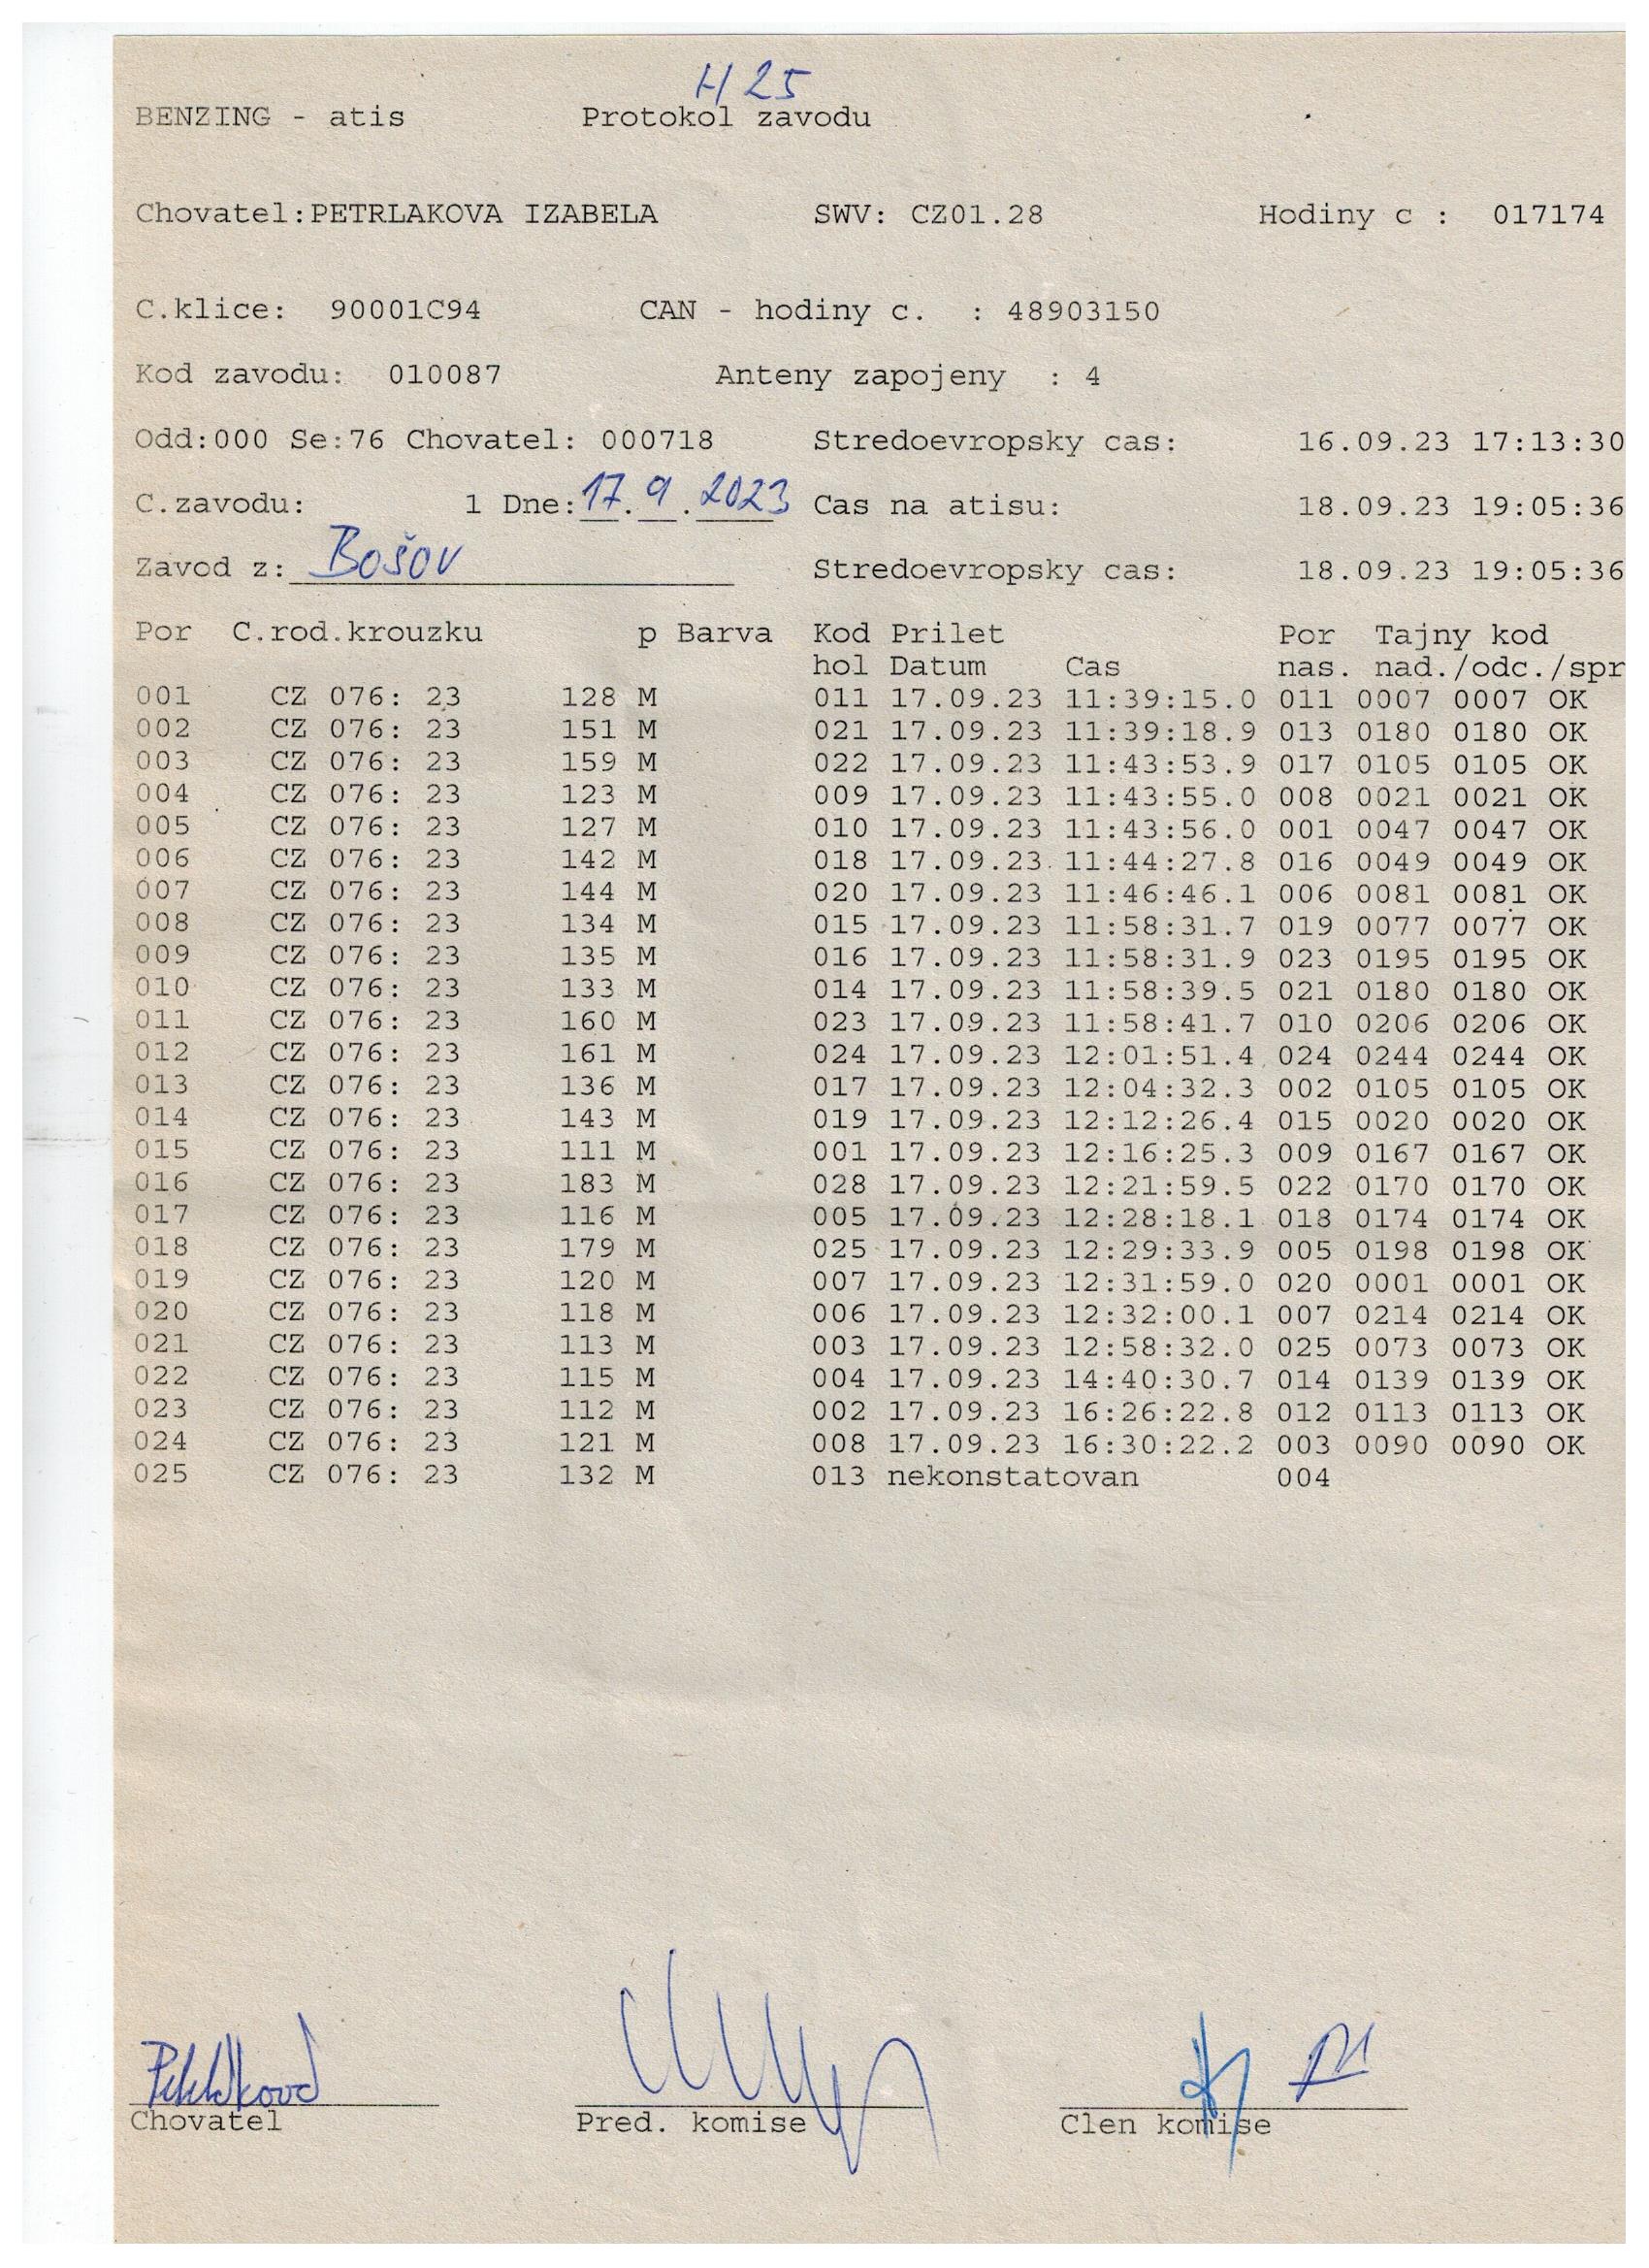 H 25
BENZING - atis Protokol zavodu
Chovatel:PETRLAKOVA IZABELA SWV: CZ01.28 Hodiny c : 017174
C.klice: 90001C94 CAN - hodiny c. : 48903150
Kod zavodu: 010087 Anteny zapojeny : 4
Odd:000 Se:76 Chovatel: 000718 Stredoevropsky cas: 16.09.23 17:13:30
C.zavodu: 1 Dne:17.9.2023 Cas na atisu: 18.09.23 19:05:36
Zavod z: BOŠOV Stredoevropsky cas: 18.09.23 19:05:36
Por C.rod.krouzku p Barva Kod Prilet Por Tajny kod
hol Datum Cas nas. nad./odc./spr
001 CZ 076: 23 128 M 011 17.09.23 11:39:15.0 011 0007 0007 OK
002 CZ 076: 23 151 M 021 17.09.23 11:39:18.9 013 0180 0180 OK
003 CZ 076: 23 159 M 022 17.09.23 11:43:53.9 017 0105 0105 OK
004 CZ 076: 23 123 M 009 17.09.23 11:43:55.0 008 0021 0021 OK
005 CZ 076: 23 127 M 010 17.09.23 11:43:56.0 001 0047 0047 OK
006 CZ 076: 23 142 M 018 17.09.23 11:44:27.8 016 0049 0049 OK
007 CZ 076: 23 144 M 020 17.09.23 11:46:46.1 006 0081 0081 OK
008 CZ 076: 23 134 M 015 17.09.23 11:58:31.7 019 0077 0077 OK
009 CZ 076: 23 135 M 016 17.09.23 11:58:31.9 023 0195 0195 OK
010 CZ 076: 23 133 M 014 17.09.23 11:58:39.5 021 0180 0180 OK
011 CZ 076: 23 160 M 023 17.09.23 11:58:41.7 010 0206 0206 OK
012 CZ 076: 23 161 M 024 17.09.23 12:01:51.4 024 0244 0244 OK
013 CZ 076: 23 136 M 017 17.09.23 12:04:32.3 002 0105 0105 OK
014 CZ 076: 23 143 M 019 17.09.23 12:12:26.4 015 0020 0020 OK
015 CZ 076: 23 111 M 001 17.09.23 12:16:25.3 009 0167 0167 OK
016 CZ 076: 23 183 M 028 17.09.23 12:21:59.5 022 0170 0170 OK
017 CZ 076: 23 116 M 005 17.09.23 12:28:18.1 018 0174 0174 OK
018 CZ 076: 23 179 M 025 17.09.23 12:29:33.9 005 0198 0198 OK
019 CZ 076: 23 120 M 007 17.09.23 12:31:59.0 020 0001 0001 OK
020 CZ 076: 23 118 M 006 17.09.23 12:32:00.1 007 0214 0214 OK
021 CZ 076: 23 113 M 003 17.09.23 12:58:32.0 025 0073 0073 OK
022 CZ 076: 23 115 M 004 17.09.23 14:40:30.7 014 0139 0139 OK
023 CZ 076: 23 112 M 002 17.09.23 16:26:22.8 012 0113 0113 OK
024 CZ 076: 23 121 M 008 17.09.23 16:30:22.2 003 0090 0090 OK
025 CZ 076: 23 132 M 013 nekonstatovan 004
Chovatel Pred. komise Clen komise